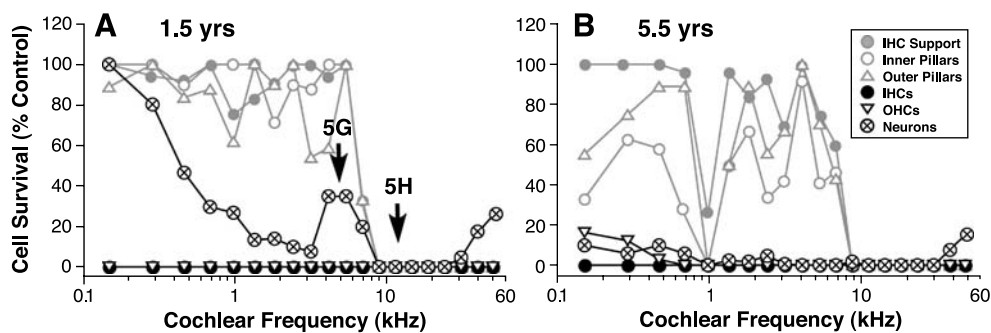 A 1.5 yrs
B 5.5 yrs
Cell Survival (% Control)
120
100
80
60
40
20
0
5G
5H
0.1
1
10
60
Cochlear Frequency (kHz)
120
100
80
60
40
20
0
IHC Support
Inner Pillars
Outer Pillars
IHCs
OHCs
Neurons
0.1
1
10
60
Cochlear Frequency (kHz)